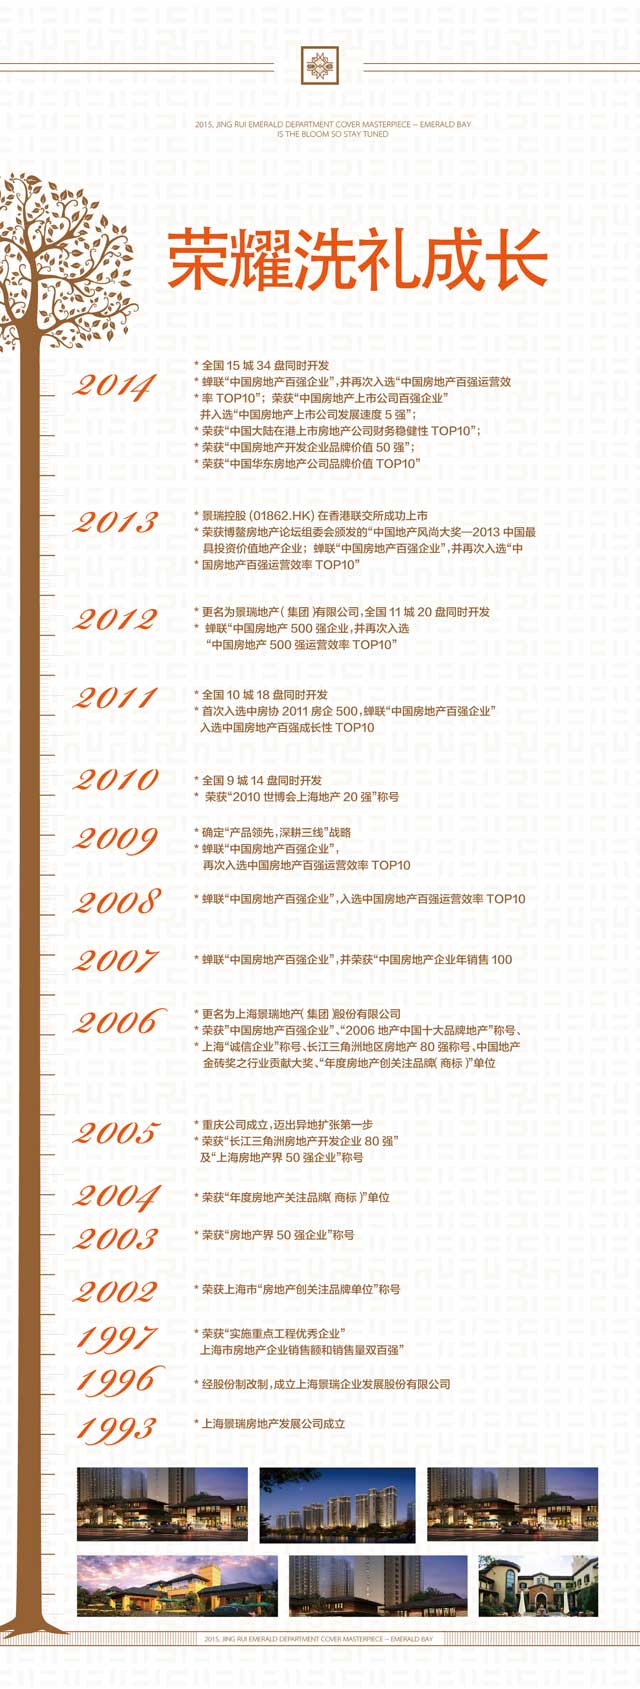 2015, JING RUI EMERALD DEPARTMENT COVER MASTERPIECE – EMERALD BAY
IS THE BLOOM SO STAY TUNED
荣耀洗礼成长
2014
* 全国 15 城 34 盘同时开发
* 蝉联“中国房地产百强企业”,并再次入选“中国房地产百强运营效
* 率 TOP10”；荣获“中国房地产上市公司百强企业”
并入选“中国房地产上市公司发展速度 5 强”；
* 荣获“中国大陆在港上市房地产公司财务稳健性 TOP10”；
* 荣获“中国房地产开发企业品牌价值 50 强”；
* 荣获“中国华东房地产公司品牌价值 TOP10”
2013
* 景瑞控股 (01862.HK) 在香港联交所成功上市
* 荣获博鳌房地产论坛组委会颁发的“中国地产风尚大奖—2013 中国最
具投资价值地产企业；蝉联“中国房地产百强企业”,并再次入选“中
* 国房地产百强运营效率 TOP10”
2012
* 更名为景瑞地产( 集团 )有限公司,全国 11 城 20 盘同时开发
* 蝉联“中国房地产 500 强企业,并再次入选
“中国房地产 500 强运营效率 TOP10”
2011
* 全国 10 城 18 盘同时开发
* 首次入选中房协 2011 房企 500,蝉联“中国房地产百强企业”
入选中国房地产百强成长性 TOP10
2010
* 全国 9 城 14 盘同时开发
* 荣获“2010 世博会上海地产 20 强”称号
2009
* 确定“产品领先,深耕三线”战略
* 蝉联“中国房地产百强企业”,
再次入选中国房地产百强运营效率 TOP10
2008
* 蝉联“中国房地产百强企业”,入选中国房地产百强运营效率 TOP10
2007
* 蝉联“中国房地产百强企业”,并荣获“中国房地产企业年销售 100
2006
* 更名为上海景瑞地产( 集团 )股份有限公司
* 荣获”中国房地产百强企业”、“2006 地产中国十大品牌地产”称号、
* 上海“诚信企业”称号、长江三角洲地区房地产 80 强称号、中国地产
金砖奖之行业贡献大奖、“年度房地产创关注品牌( 商标 )”单位
2005
* 重庆公司成立,迈出异地扩张第一步
* 荣获“长江三角洲房地产开发企业 80 强”
及“上海房地产界 50 强企业”称号
2004
* 荣获“年度房地产关注品牌( 商标 )”单位
2003
* 荣获“房地产界 50 强企业”称号
2002
* 荣获上海市“房地产创关注品牌单位”称号
1997
* 荣获“实施重点工程优秀企业”
上海市房地产企业销售额和销售量双百强”
1996
* 经股份制改制,成立上海景瑞企业发展股份有限公司
1993
* 上海景瑞房地产发展公司成立
2015, JING RUI EMERALD DEPARTMENT COVER MASTERPIECE – EMERALD BAY